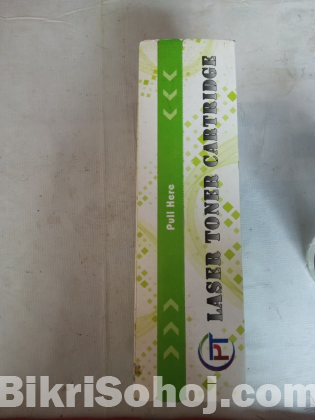 LASER TONER CARTRIDGE
PT
Pull Here
BikriSohoj.com